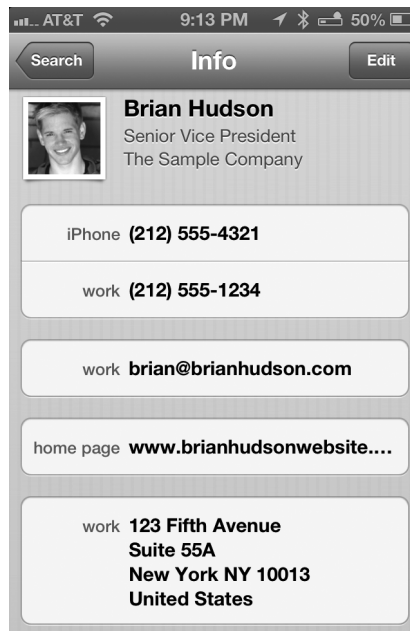 AT&T 9:13 PM 50%
Search Info Edit
Brian Hudson
Senior Vice President
The Sample Company
iPhone (212) 555-4321
work (212) 555-1234
work brian@brianhudson.com
home page www.brianhudsonwebsite....
work 123 Fifth Avenue
Suite 55A
New York NY 10013
United States